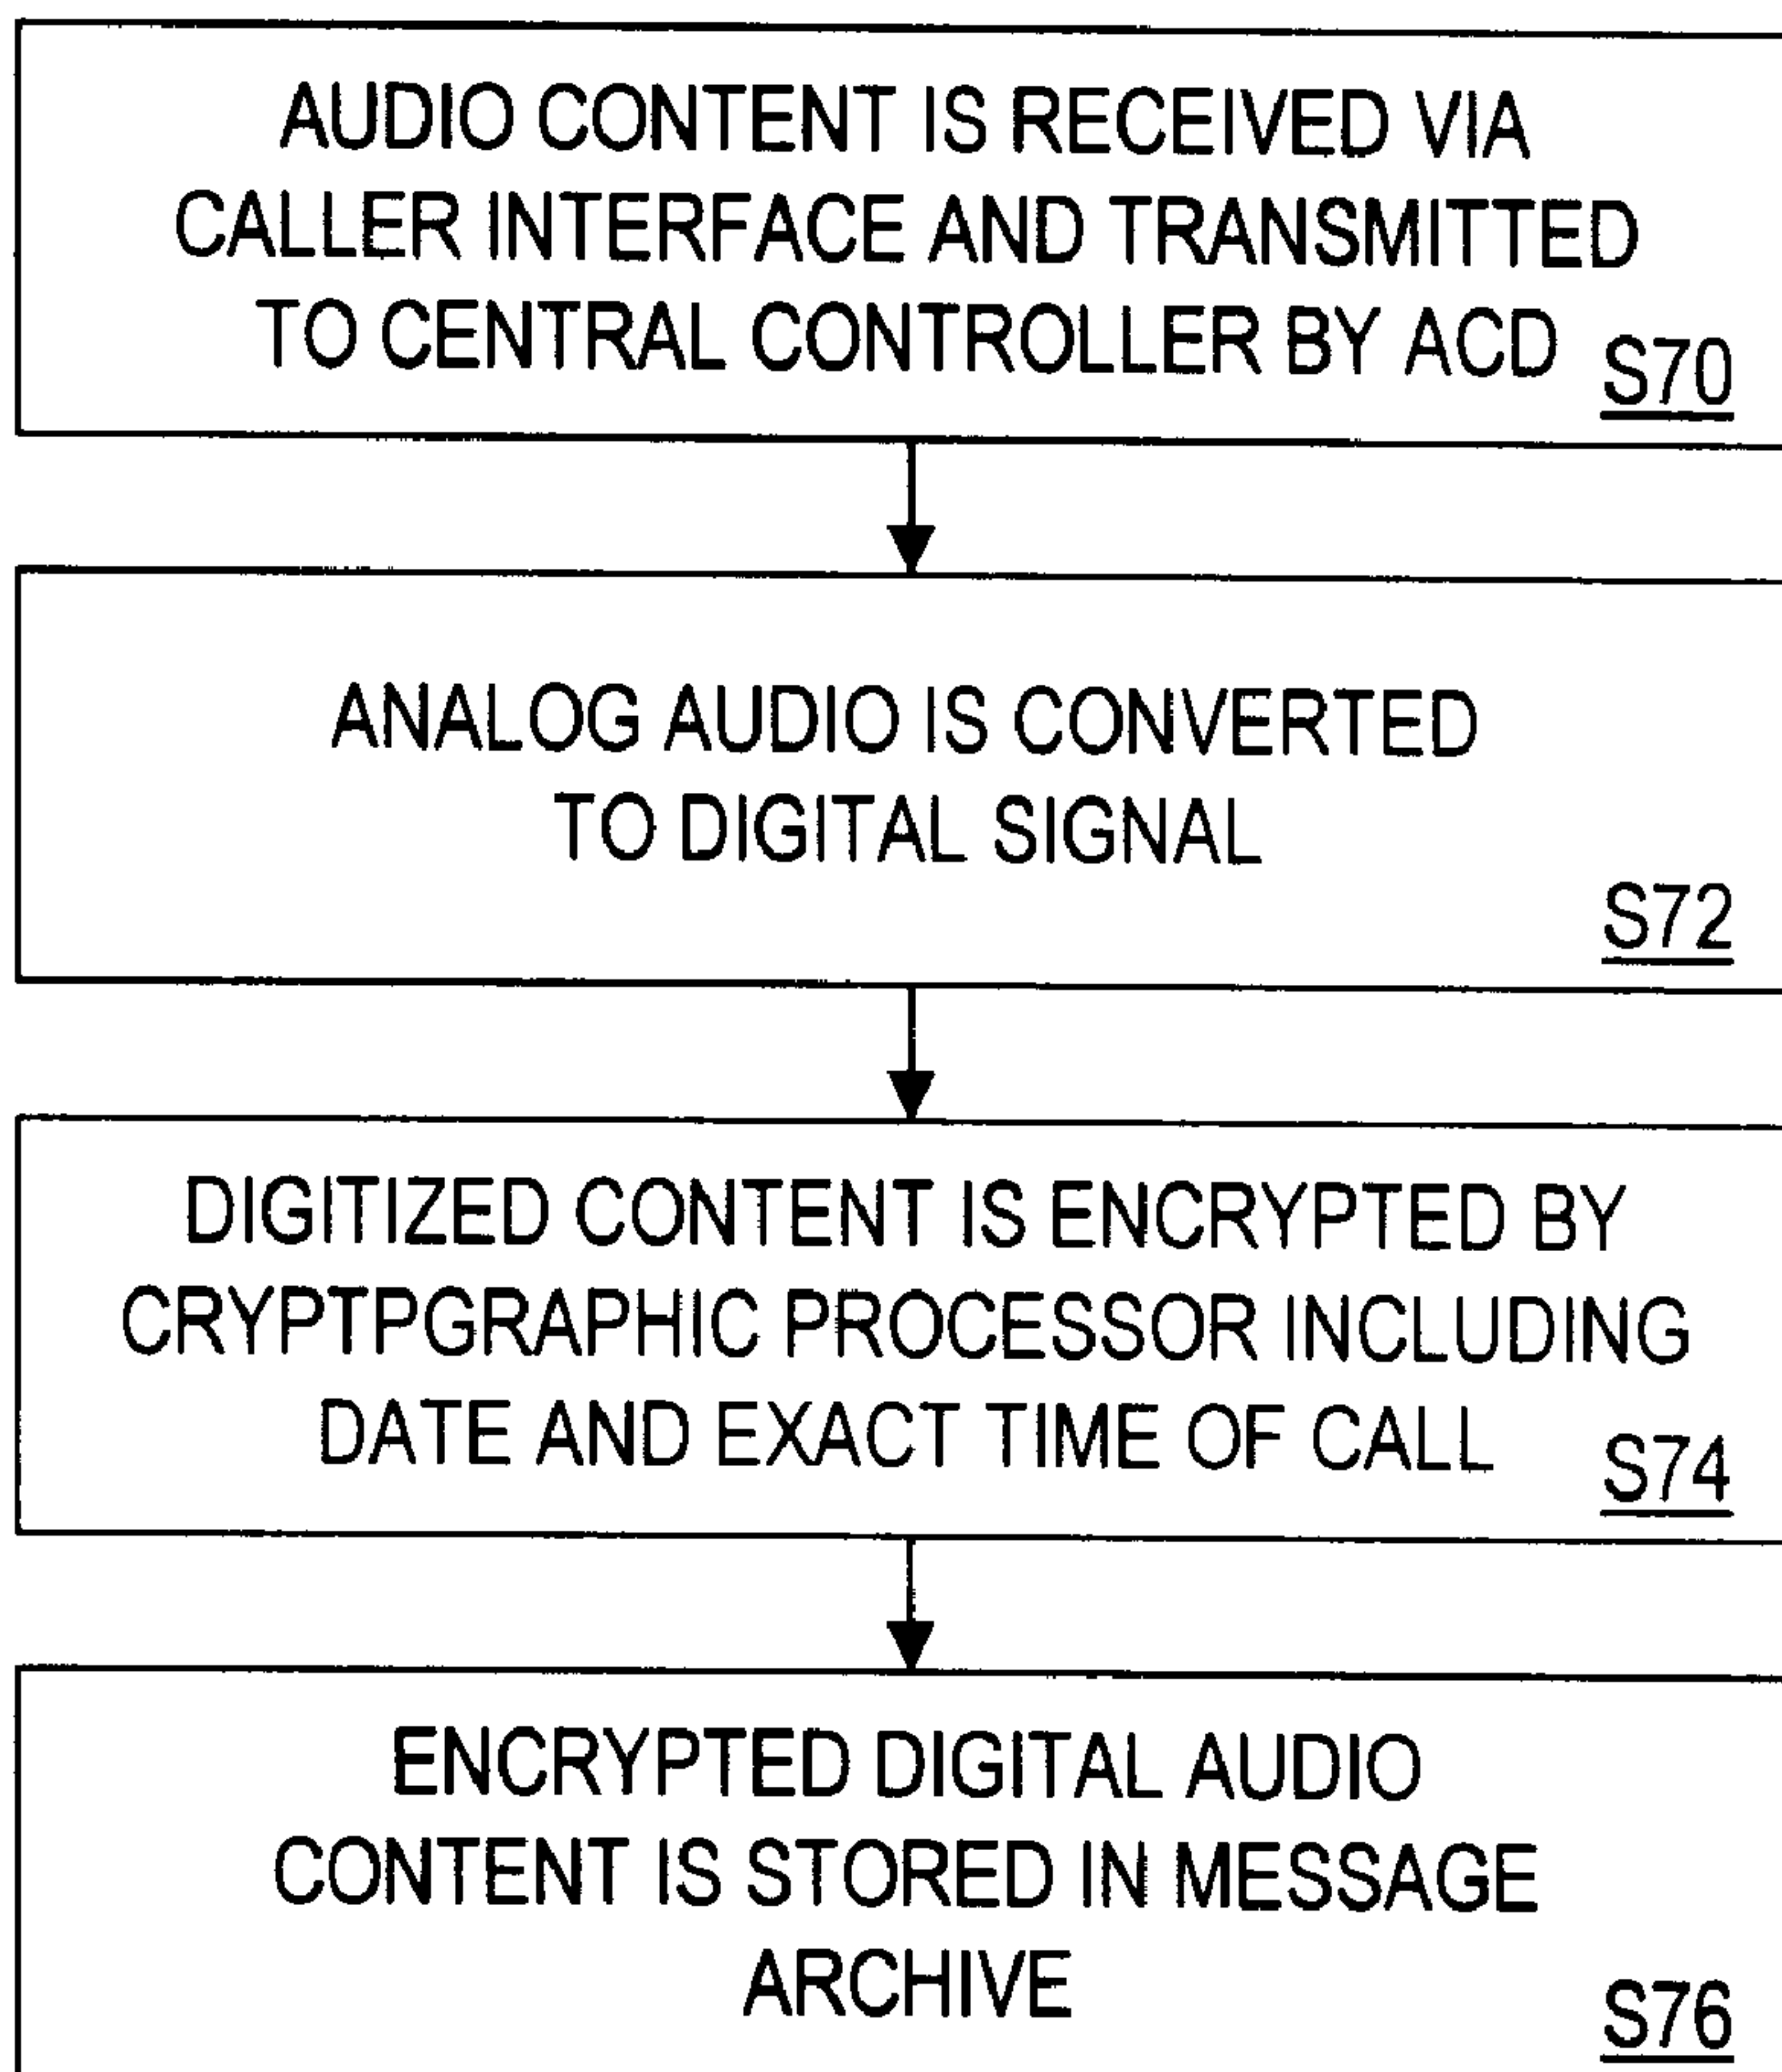 AUDIO CONTENT IS RECEIVED VIA
CALLER INTERFACE AND TRANSMITTED
TO CENTRAL CONTROLLER BY ACD
S70
ANALOG AUDIO IS CONVERTED
TO DIGITAL SIGNAL
S72
DIGITIZED CONTENT IS ENCRYPTED BY
CRYPTPGRAPHIC PROCESSOR INCLUDING
DATE AND EXACT TIME OF CALL
S74
ENCRYPTED DIGITAL AUDIO
CONTENT IS STORED IN MESSAGE
ARCHIVE
S76